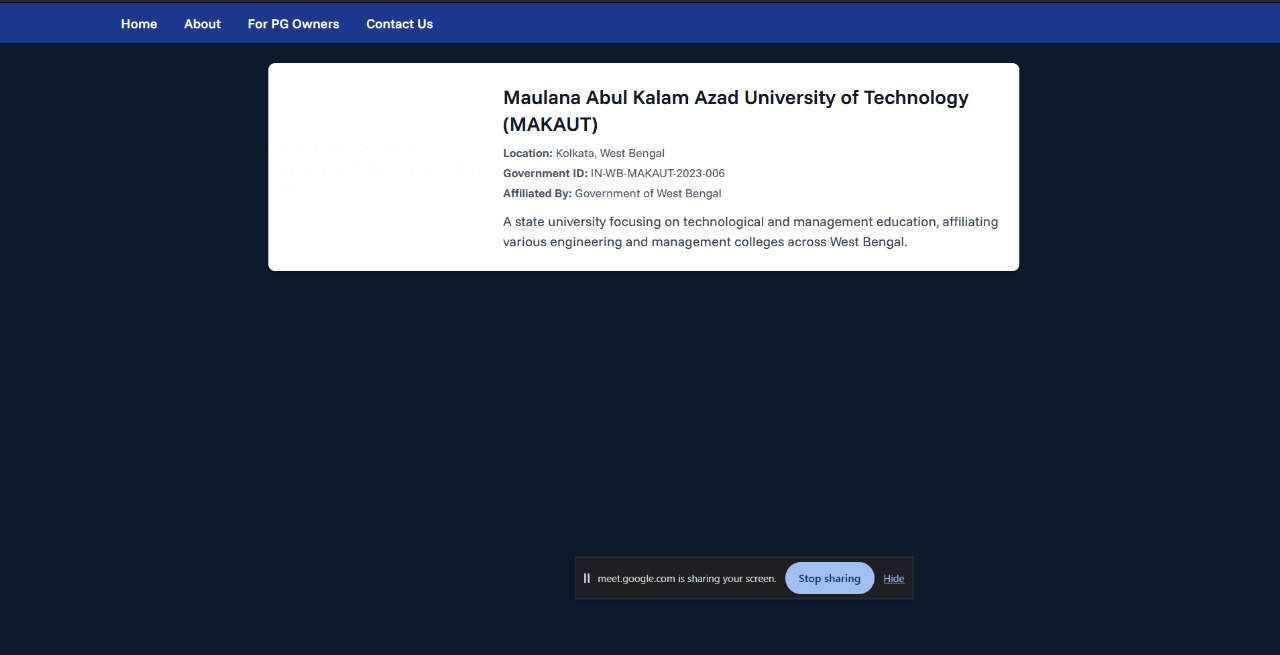 Home About For PG Owners Contact Us
Maulana Abul Kalam Azad University of Technology
(MAKAUT)
Location: Kolkata, West Bengal
Government ID: IN-WB-MAKAUT-2023-006
Affiliated By: Government of West Bengal
A state university focusing on technological and management education, affiliating
various engineering and management colleges across West Bengal.
meet.google.com is sharing your screen. Stop sharing Hide